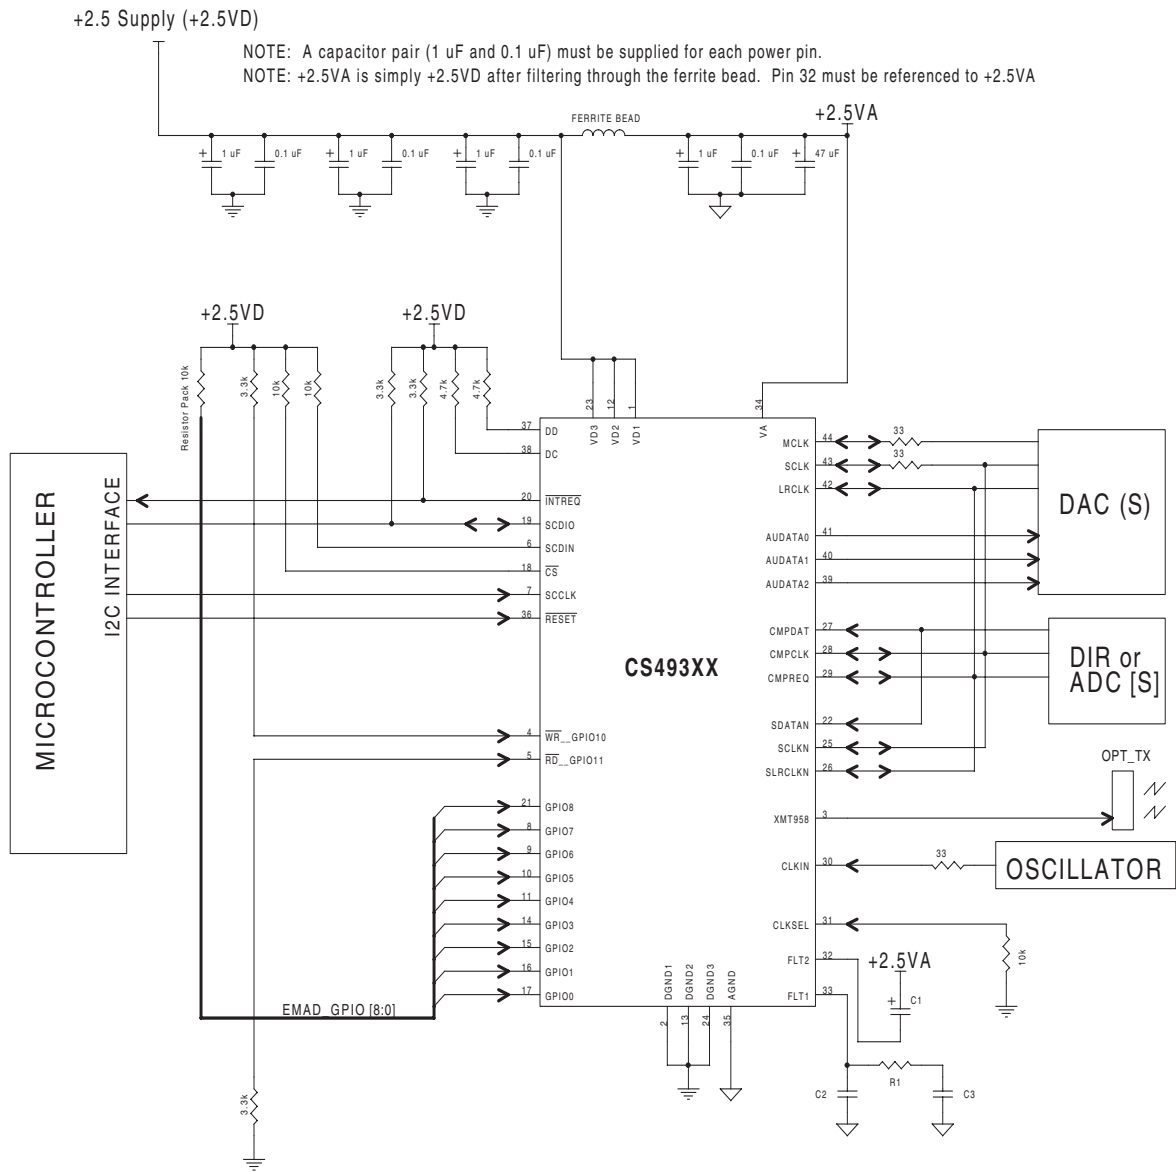 +2.5 Supply (+2.5VD)
NOTE: A capacitor pair (1 uF and 0.1 uF) must be supplied for each power pin.
NOTE: +2.5VA is simply +2.5VD after filtering through the ferrite bead. Pin 32 must be referenced to +2.5VA
FERRITE BEAD
+2.5VA
+ 1 uF
0.1 uF
+ 1 uF
0.1 uF
+ 1 uF
0.1 uF
+ 1 uF
0.1 uF
+ 47 uF
+2.5VD
+2.5VD
Resistor Pack 10k
3.3k
10k
10k
3.3k
3.3k
4.7k
4.7k
23
12
1
34
VD3
VD2
VD1
VA
37 DD
38 DC
20 INTREQ
19 SCDIO
6 SCDIN
18 CS
7 SCCLK
36 RESET
4 WR__GPIO10
5 RD__GPIO11
21 GPIO8
8 GPIO7
9 GPIO6
10 GPIO5
11 GPIO4
14 GPIO3
15 GPIO2
16 GPIO1
17 GPIO0
MICROCONTROLLER
I2C INTERFACE
CS493XX
MCLK 44
33
SCLK 43
33
LRCLK 42
AUDATA0 41
AUDATA1 40
AUDATA2 39
DAC (S)
CMPDAT 27
CMPCLK 28
CMPREQ 29
DIR or
ADC [S]
SDATAN 22
SCLKN 25
SLRCLKN 26
OPT_TX
XMT958 3
CLKIN 30
33
OSCILLATOR
CLKSEL 31
10k
FLT2 32
+2.5VA
+ C1
FLT1 33
DGND1
DGND2
DGND3
AGND
2
13
24
35
EMAD_GPIO [8:0]
3.3k
C2
R1
C3